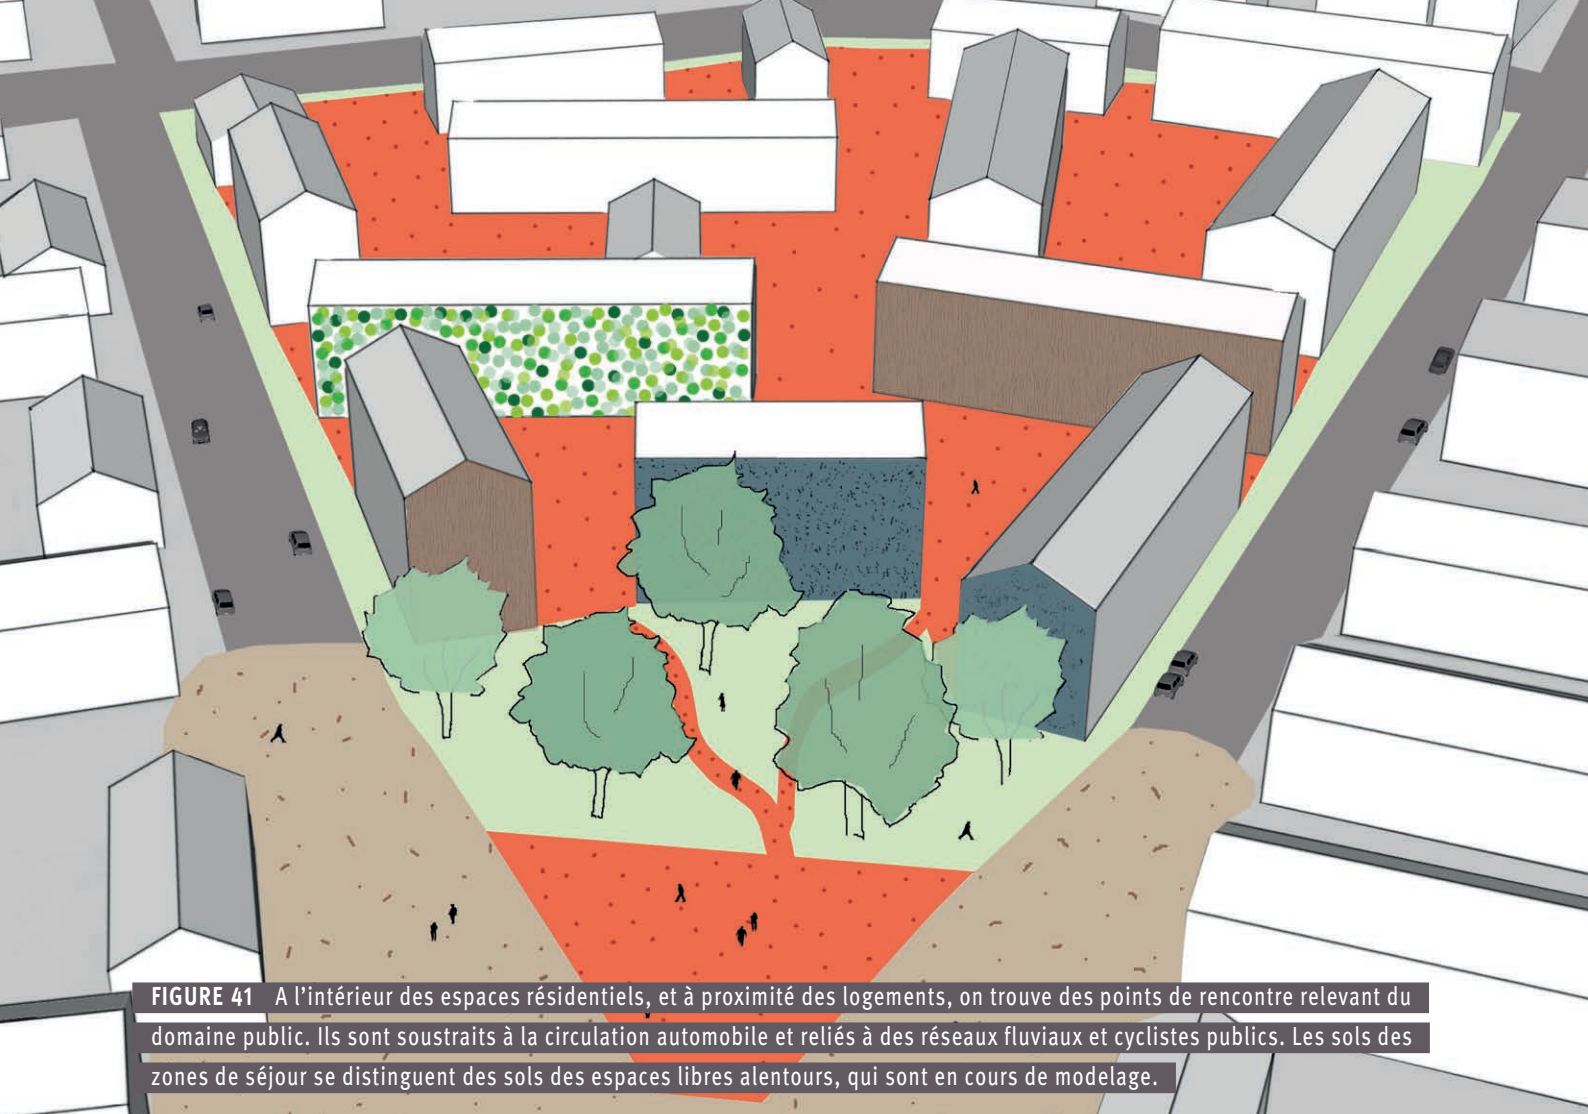 FIGURE 41 A l’intérieur des espaces résidentiels, et à proximité des logements, on trouve des points de rencontre relevant du
domaine public. Ils sont soustraits à la circulation automobile et reliés à des réseaux fluviaux et cyclistes publics. Les sols des
zones de séjour se distinguent des sols des espaces libres alentours, qui sont en cours de modelage.